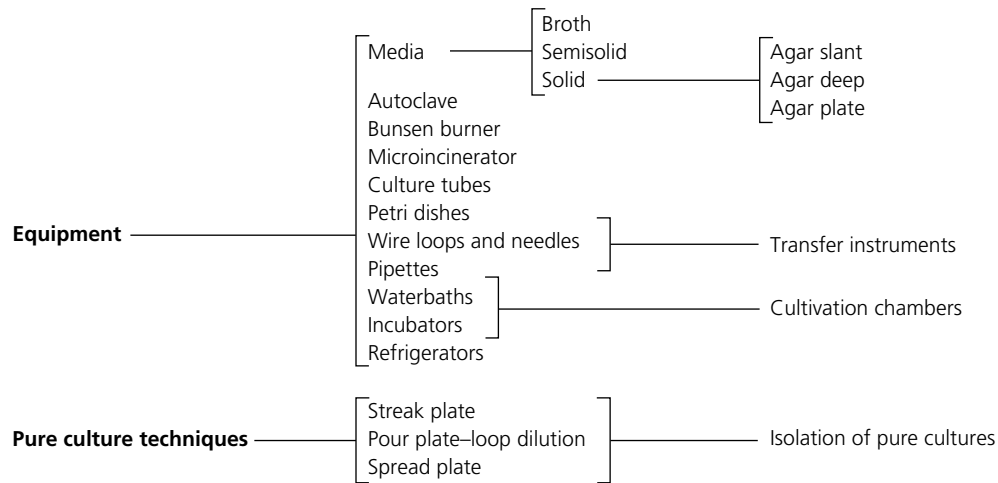 Equipment
Media
Broth
Semisolid
Solid
Agar slant
Agar deep
Agar plate
Autoclave
Bunsen burner
Microincinerator
Culture tubes
Petri dishes
Wire loops and needles
Pipettes
Transfer instruments
Waterbaths
Incubators
Cultivation chambers
Refrigerators
Pure culture techniques
Streak plate
Pour plate–loop dilution
Spread plate
Isolation of pure cultures